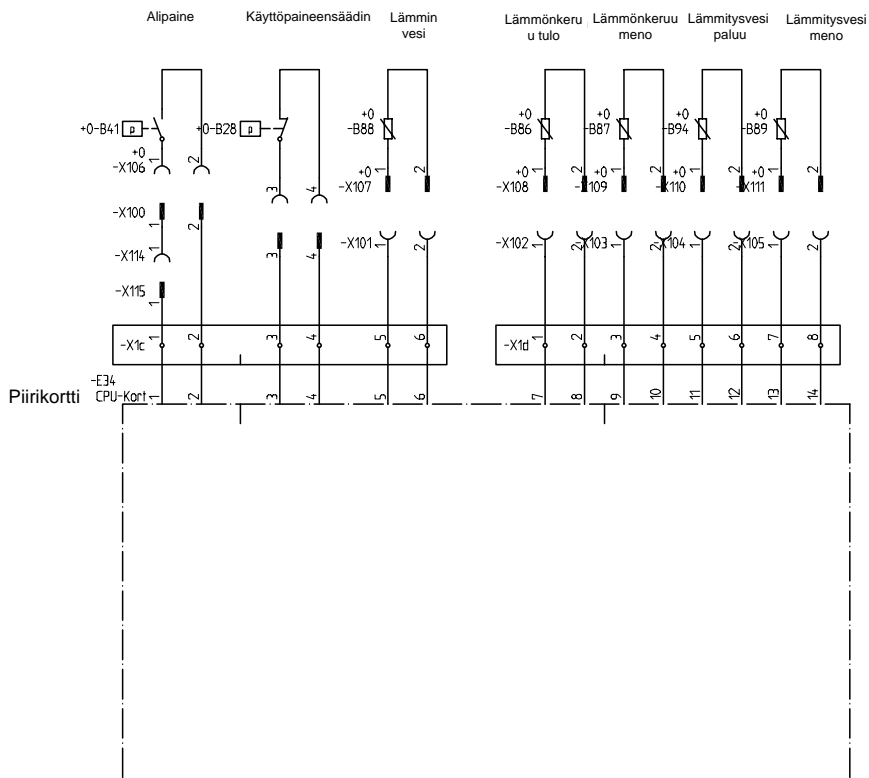 Alipaine
Käyttöpaineensäädin
Lämmin
vesi
Lämmönkeru
u tulo
Lämmönkeruu
meno
Lämmitysvesi
paluu
Lämmitysvesi
meno
+0-B41 p
+0-B28 p
+0
-B88
+0
-B86
+0
-B87
+0
-B94
+0
-B89
+0
-X106 1 2
3 4
+0
-X107 1 2
+0
-X108 1 2
+0
-X109 1 2
+0
-X110 1 2
+0
-X111 1 2
-X100 1 2
3 4
-X101 1 2
-X102 1 2
-X103 1 2
-X104 1 2
-X105 1 2
-X114 1
-X115 1
-X1c 1 2 3 4 5 6
-X1d 1 2 3 4 5 6 7 8
Piirikortti
-E34
CPU-Kort 1 2 3 4 5 6 7 8 9 10 11 12 13 14